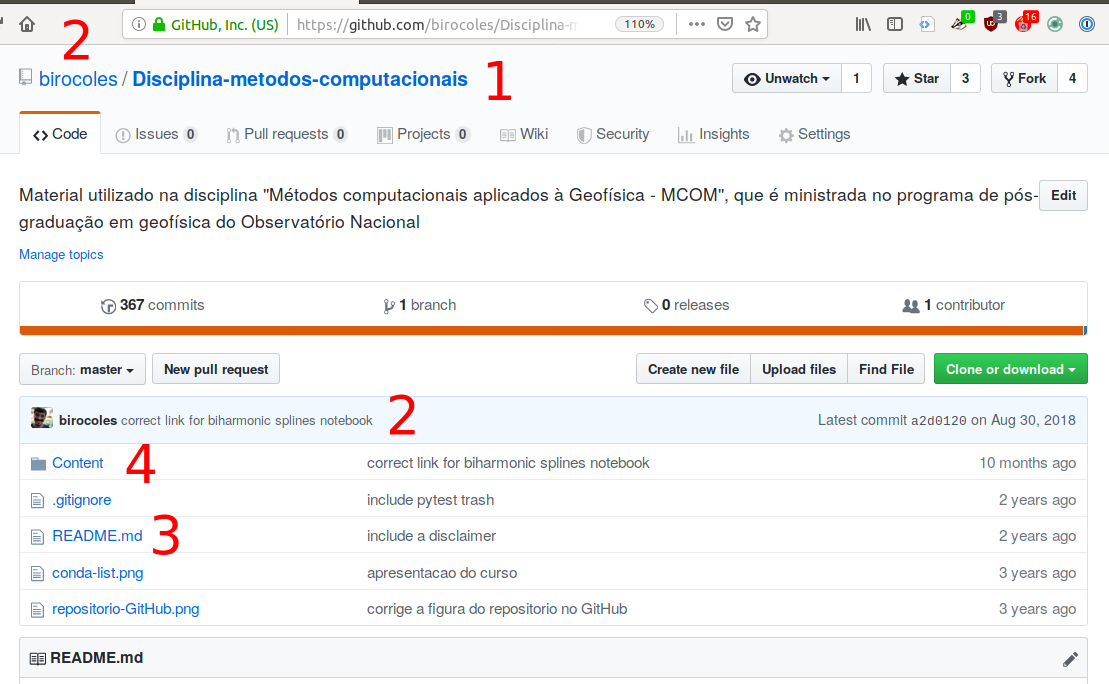 GitHub, Inc. (US) https://github.com/birocoles/Disciplina-m 110% 0 3 16
2
birocoles / Disciplina-metodos-computacionais 1 Unwatch 1 Star 3 Fork 4
Code Issues 0 Pull requests 0 Projects 0 Wiki Security Insights Settings
Material utilizado na disciplina "Métodos computacionais aplicados à Geofísica - MCOM", que é ministrada no programa de pós- Edit
graduação em geofísica do Observatório Nacional
Manage topics
367 commits 1 branch 0 releases 1 contributor
Branch: master New pull request Create new file Upload files Find File Clone or download
birocoles correct link for biharmonic splines notebook 2 Latest commit a2d0120 on Aug 30, 2018
Content 4 correct link for biharmonic splines notebook 10 months ago
.gitignore include pytest trash 2 years ago
README.md 3 include a disclaimer 2 years ago
conda-list.png apresentacao do curso 3 years ago
repositorio-GitHub.png corrige a figura do repositorio no GitHub 3 years ago
README.md